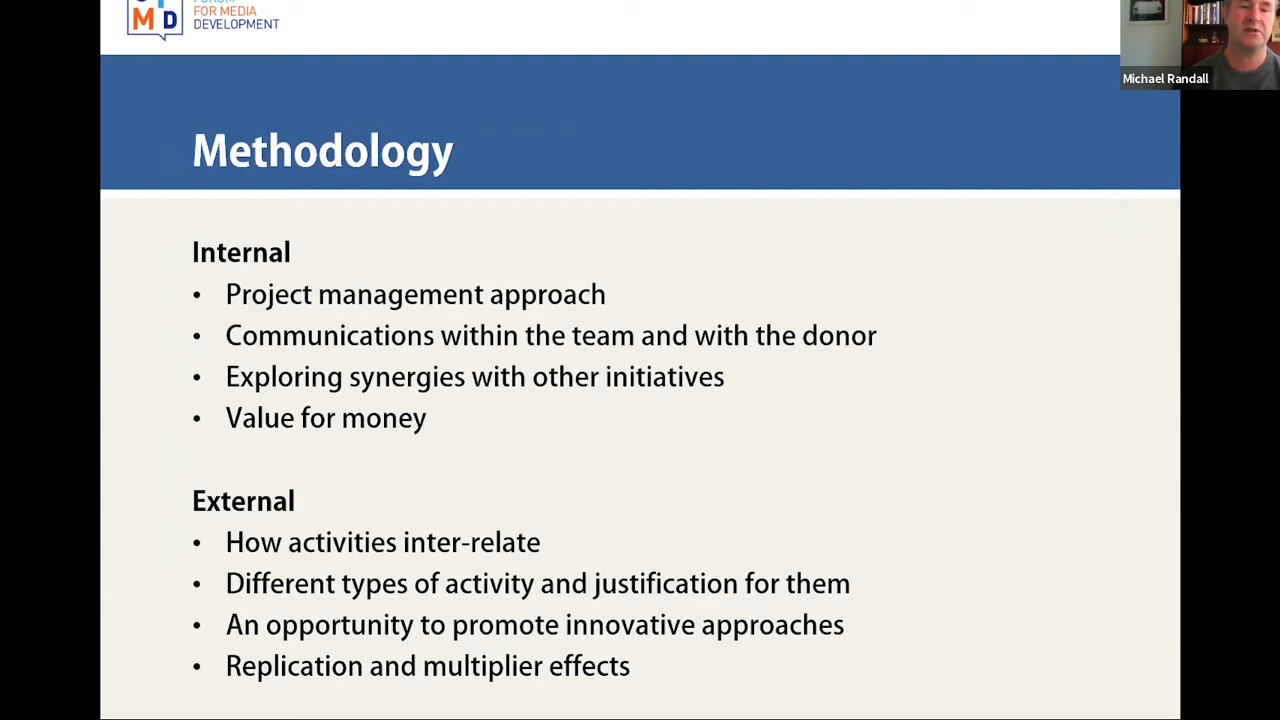 FOR MEDIA
DEVELOPMENT
M D
Michael Randall
Methodology
Internal
• Project management approach
• Communications within the team and with the donor
• Exploring synergies with other initiatives
• Value for money
External
• How activities inter-relate
• Different types of activity and justification for them
• An opportunity to promote innovative approaches
• Replication and multiplier effects